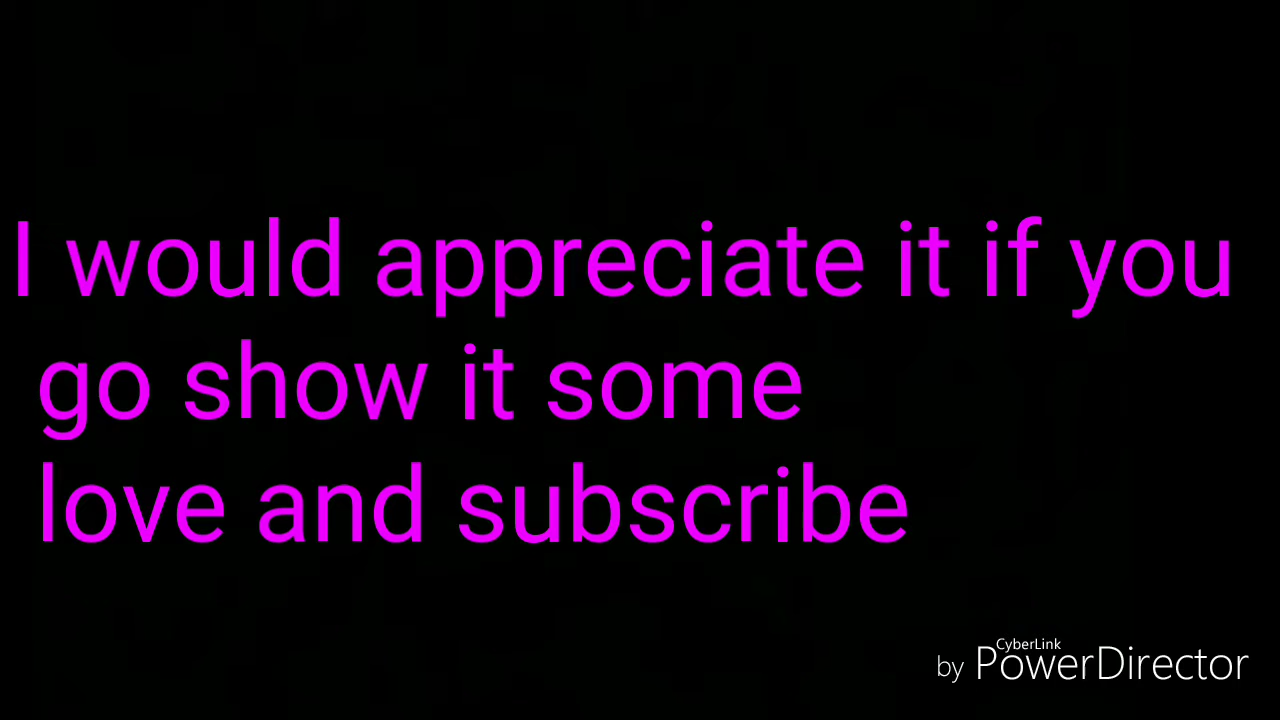 I would appreciate it if you
go show it some
love and subscribe
by CyberLink PowerDirector